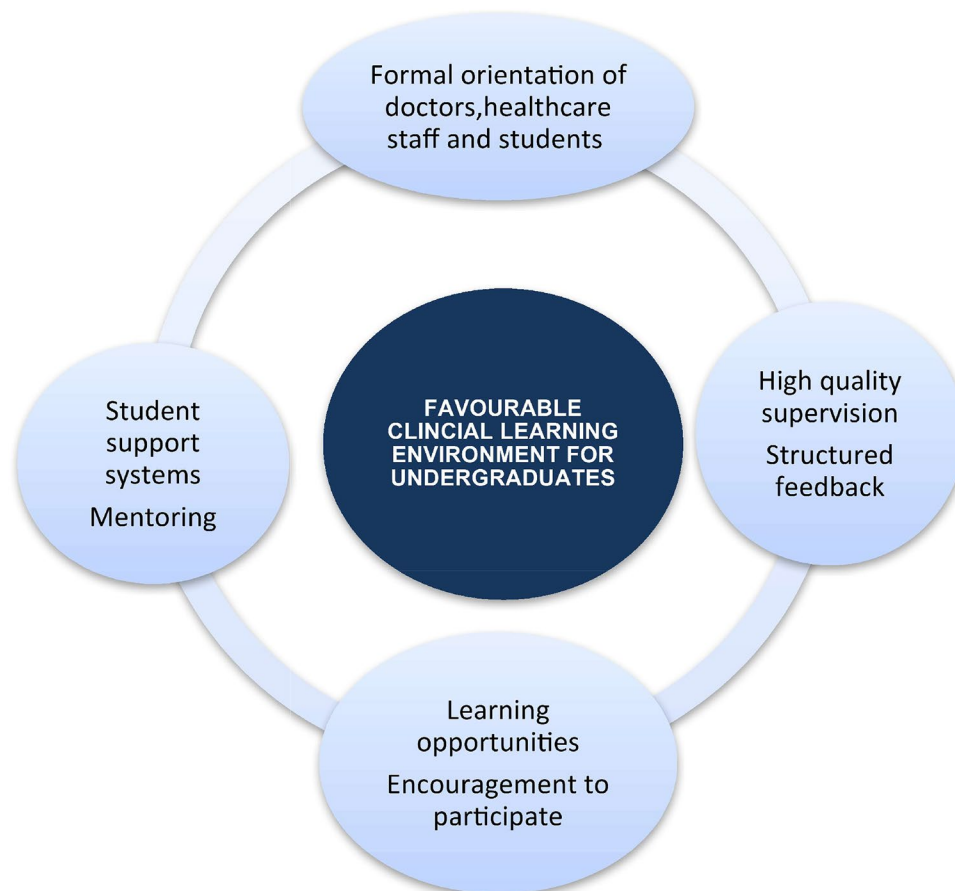 Formal orientation of
doctors,healthcare
staff and students
FAVOURABLE
CLINCIAL LEARNING
ENVIRONMENT FOR
UNDERGRADUATES
High quality
supervision
Structured
feedback
Student
support
systems
Mentoring
Learning
opportunities
Encouragement to
participate